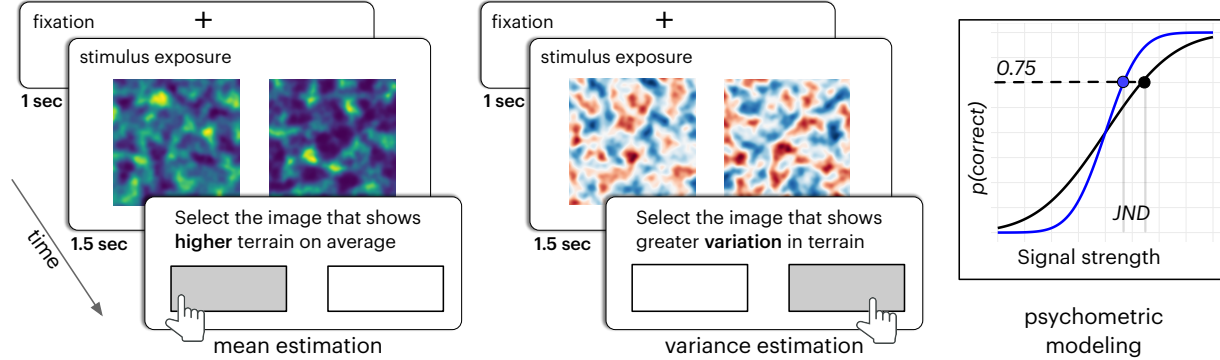 fixation +
stimulus exposure
1 sec
1.5 sec
time
Select the image that shows
higher terrain on average
mean estimation
fixation +
stimulus exposure
1 sec
1.5 sec
Select the image that shows
greater variation in terrain
variance estimation
0.75
p(correct)
JND
Signal strength
psychometric
modeling